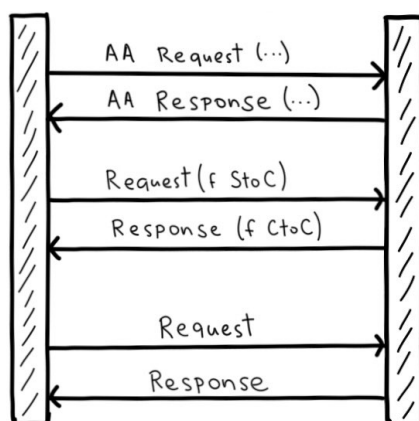 AA Request (...)
AA Response (...)
Request (f StoC)
Response (f CtoC)
Request
Response